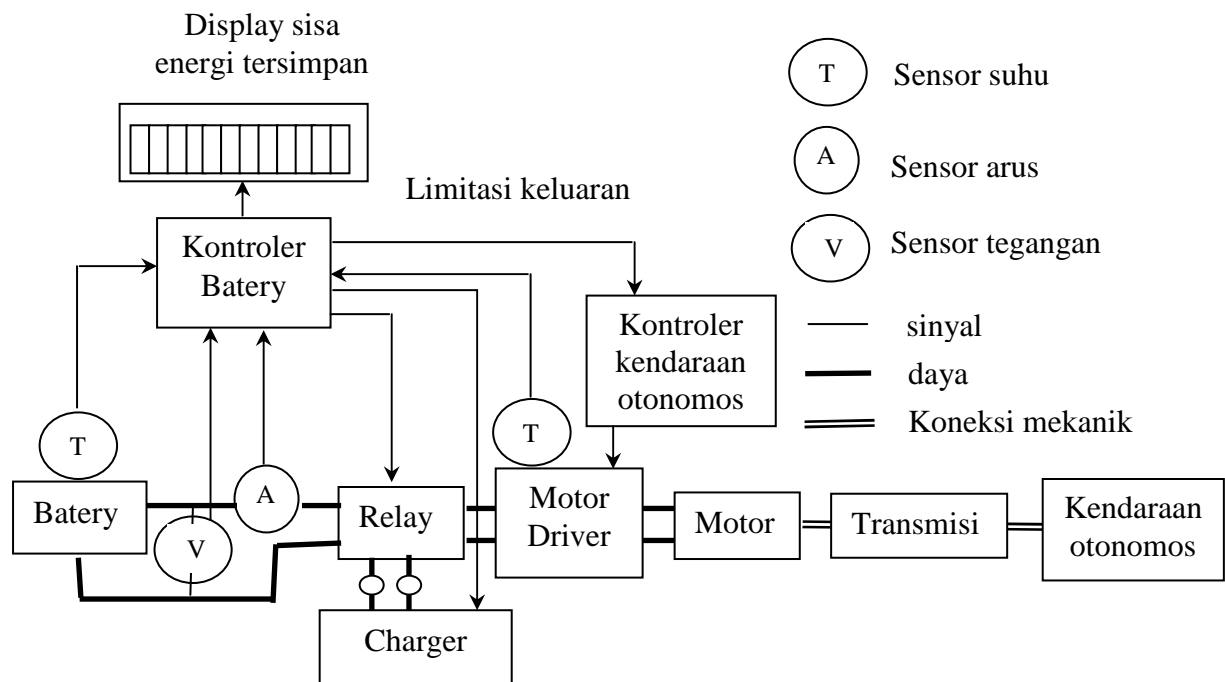 Display sisa
energi tersimpan
T
Sensor suhu
A
Sensor arus
Limitasi keluaran
V
Sensor tegangan
Kontroler
Batery
Kontroler
kendaraan
otonomos
sinyal
daya
Koneksi mekanik
T
T
Batery
A
V
Relay
Motor
Driver
Motor
Transmisi
Kendaraan
otonomos
Charger